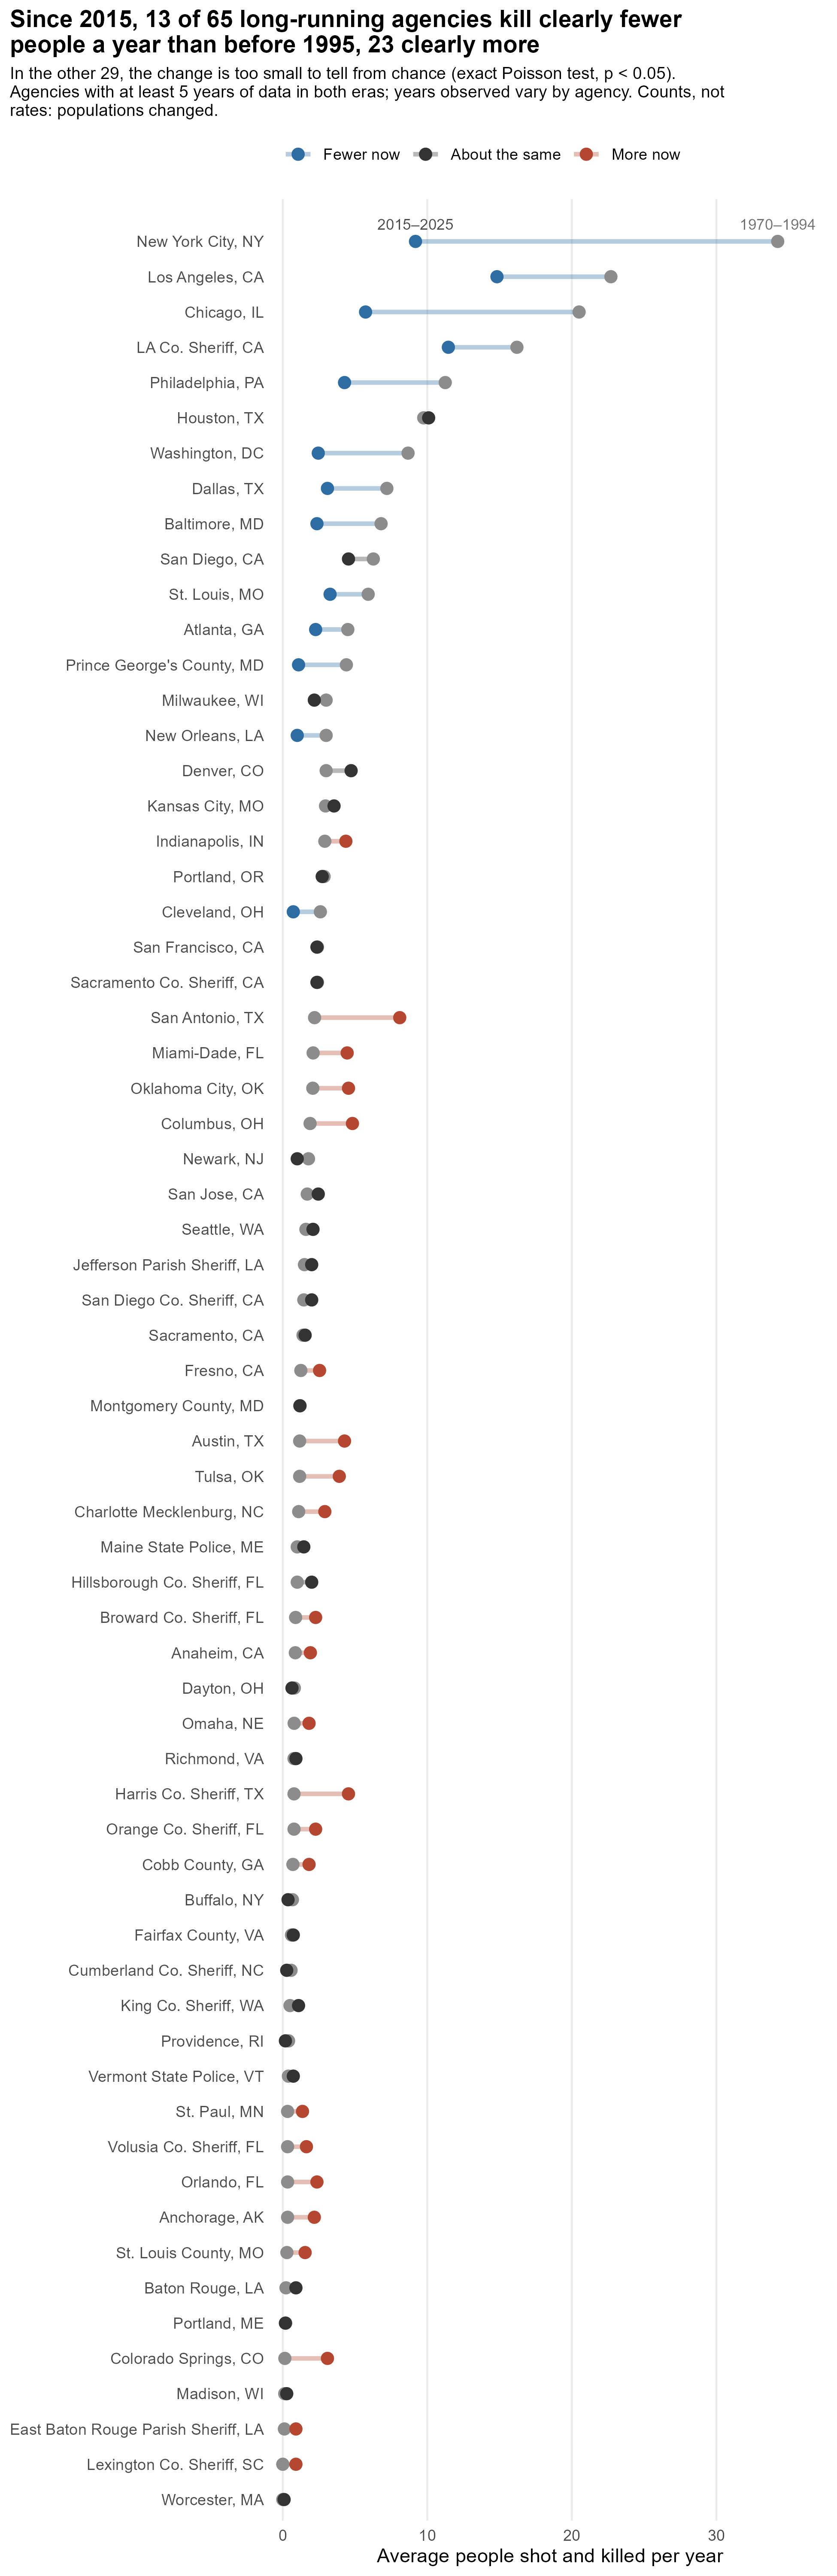 Since 2015, 13 of 65 long-running agencies kill clearly fewer
people a year than before 1995, 23 clearly more
In the other 29, the change is too small to tell from chance (exact Poisson test, p < 0.05).
Agencies with at least 5 years of data in both eras; years observed vary by agency. Counts, not
rates: populations changed.
Fewer now About the same More now
2015–2025 1970–1994
New York City, NY
Los Angeles, CA
Chicago, IL
LA Co. Sheriff, CA
Philadelphia, PA
Houston, TX
Washington, DC
Dallas, TX
Baltimore, MD
San Diego, CA
St. Louis, MO
Atlanta, GA
Prince George's County, MD
Milwaukee, WI
New Orleans, LA
Denver, CO
Kansas City, MO
Indianapolis, IN
Portland, OR
Cleveland, OH
San Francisco, CA
Sacramento Co. Sheriff, CA
San Antonio, TX
Miami-Dade, FL
Oklahoma City, OK
Columbus, OH
Newark, NJ
San Jose, CA
Seattle, WA
Jefferson Parish Sheriff, LA
San Diego Co. Sheriff, CA
Sacramento, CA
Fresno, CA
Montgomery County, MD
Austin, TX
Tulsa, OK
Charlotte Mecklenburg, NC
Maine State Police, ME
Hillsborough Co. Sheriff, FL
Broward Co. Sheriff, FL
Anaheim, CA
Dayton, OH
Omaha, NE
Richmond, VA
Harris Co. Sheriff, TX
Orange Co. Sheriff, FL
Cobb County, GA
Buffalo, NY
Fairfax County, VA
Cumberland Co. Sheriff, NC
King Co. Sheriff, WA
Providence, RI
Vermont State Police, VT
St. Paul, MN
Volusia Co. Sheriff, FL
Orlando, FL
Anchorage, AK
St. Louis County, MO
Baton Rouge, LA
Portland, ME
Colorado Springs, CO
Madison, WI
East Baton Rouge Parish Sheriff, LA
Lexington Co. Sheriff, SC
Worcester, MA
0 10 20 30
Average people shot and killed per year